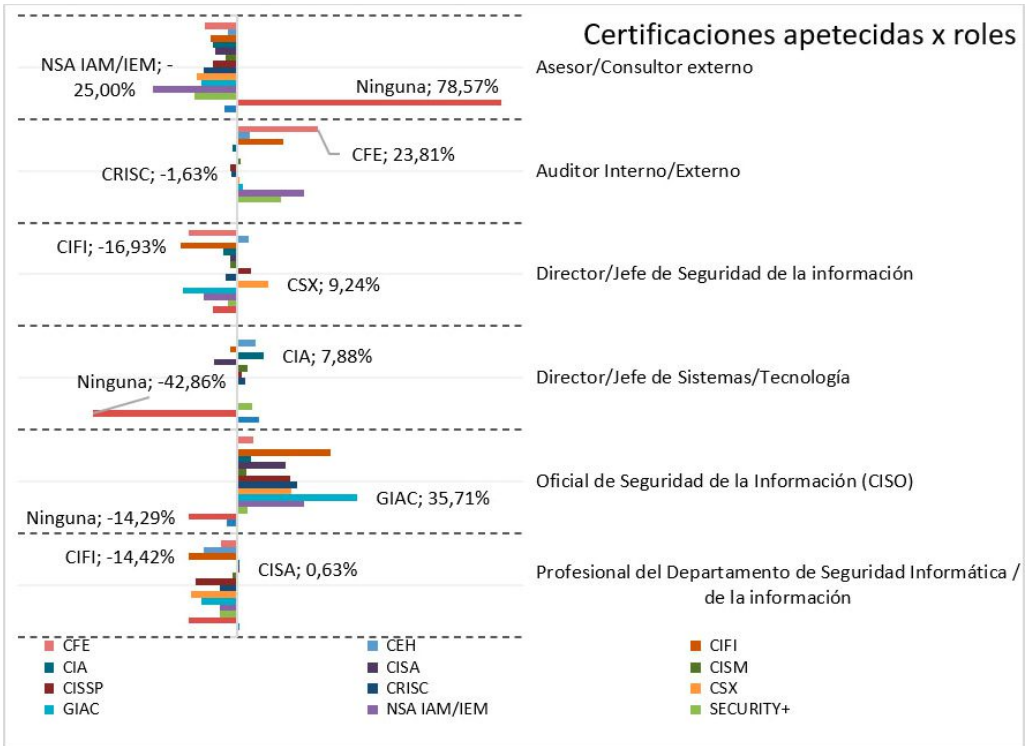 Certificaciones apetecidas x roles
Asesor/Consultor externo
NSA IAM/IEM; -
25,00%
Ninguna; 78,57%
CFE; 23,81%
CRISC; -1,63%
Auditor Interno/Externo
CIFI; -16,93%
CSX; 9,24%
Director/Jefe de Seguridad de la información
CIA; 7,88%
Ninguna; -42,86%
Director/Jefe de Sistemas/Tecnología
GIAC; 35,71%
Ninguna; -14,29%
Oficial de Seguridad de la Información (CISO)
CIFI; -14,42%
CISA; 0,63%
Profesional del Departamento de Seguridad Informática /
de la información
CFE
CEH
CIFI
CIA
CISA
CISM
CISSP
CRISC
CSX
GIAC
NSA IAM/IEM
SECURITY+